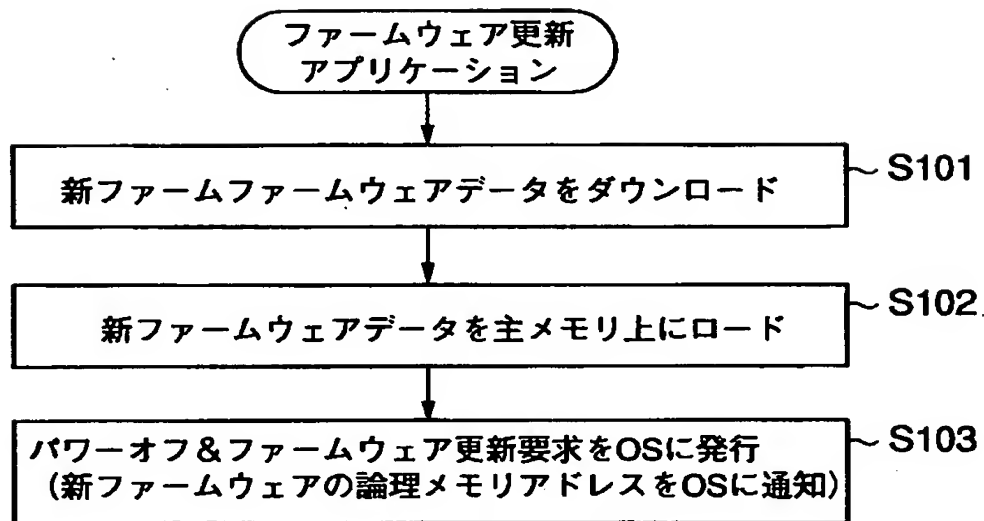 ファームウェア更新
アプリケーション
新ファームファームウェアデータをダウンロード
~ S101
新ファームウェアデータを主メモリ上にロード
~ S102
パワーオフ&ファームウェア更新要求をOSに発行
(新ファームウェアの論理メモリアドレスをOSに通知)
~ S103